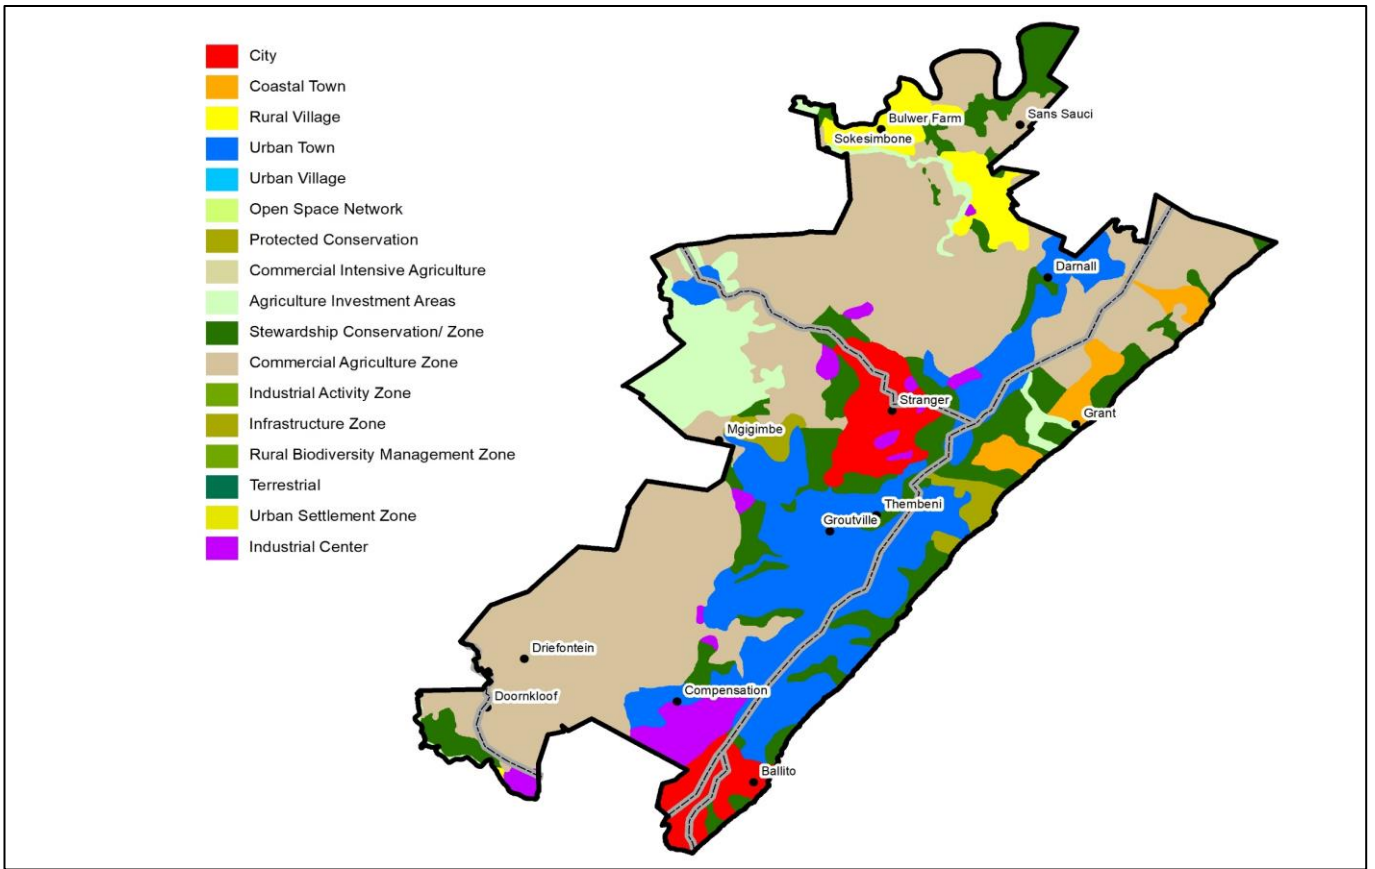 City
Coastal Town
Rural Village
Urban Town
Urban Village
Open Space Network
Protected Conservation
Commercial Intensive Agriculture
Agriculture Investment Areas
Stewardship Conservation/ Zone
Commercial Agriculture Zone
Industrial Activity Zone
Infrastructure Zone
Rural Biodiversity Management Zone
Terrestrial
Urban Settlement Zone
Industrial Center
Sans Sauci
Bulwer Farm
Sokesimbone
Darnall
Stranger
Grant
Mgigimbe
Thembeni
Groutville
Driefontein
Compensation
Doornkloof
Ballito